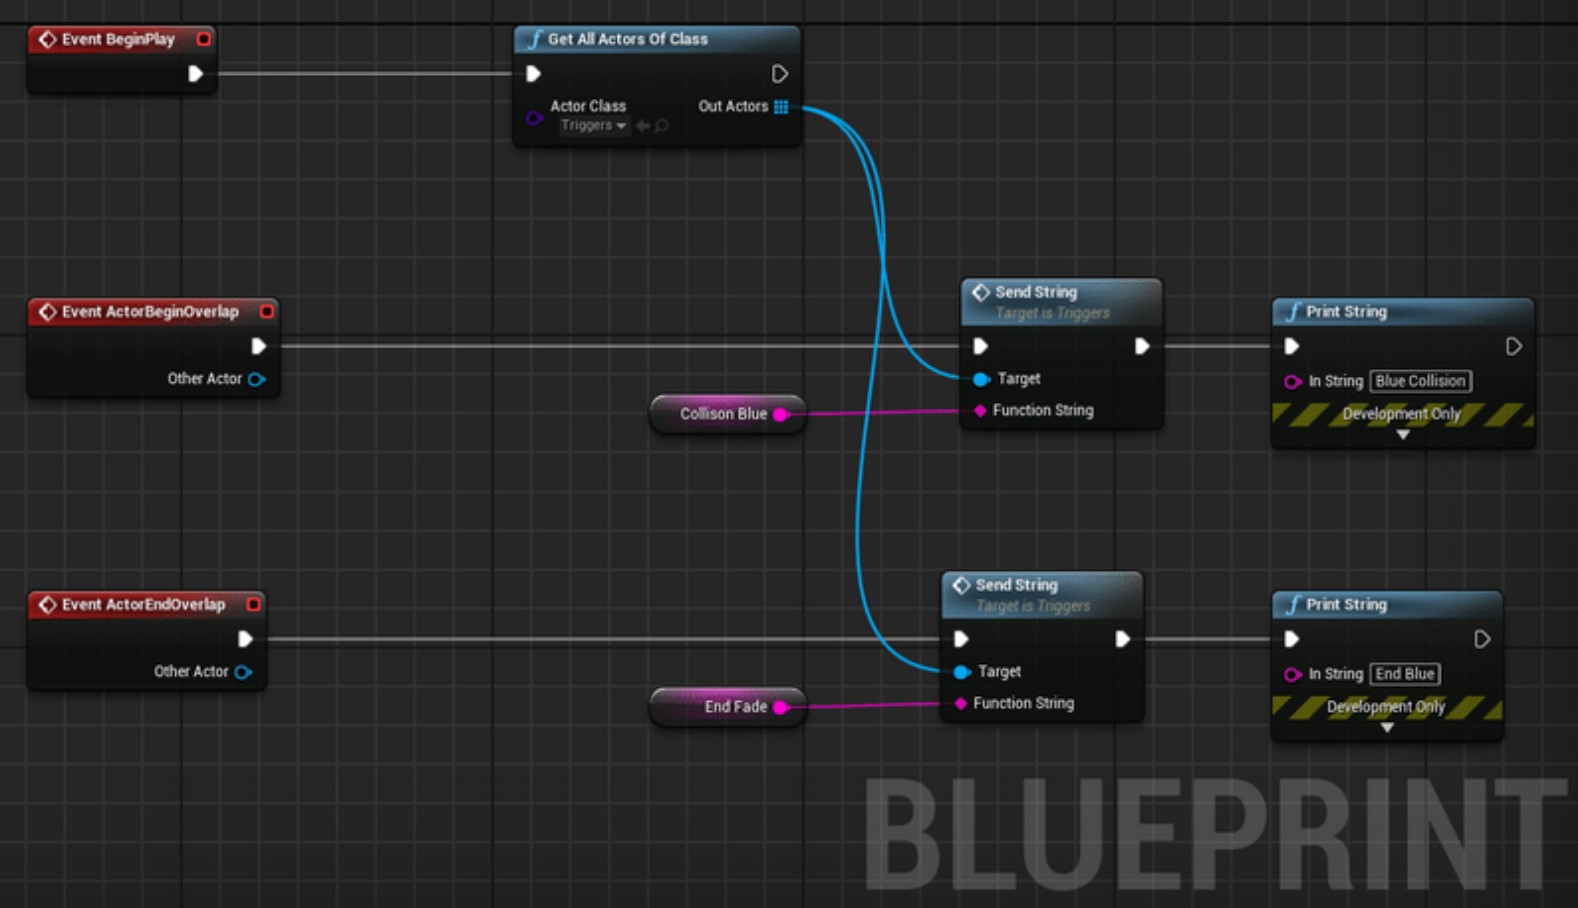 Event BeginPlay
Get All Actors Of Class
Actor Class
Triggers
Out Actors
Event ActorBeginOverlap
Other Actor
Collison Blue
Send String
Target is Triggers
Target
Function String
Print String
In String Blue Collision
Development Only
Event ActorEndOverlap
Other Actor
End Fade
Send String
Target is Triggers
Target
Function String
Print String
In String End Blue
Development Only
BLUEPRINT